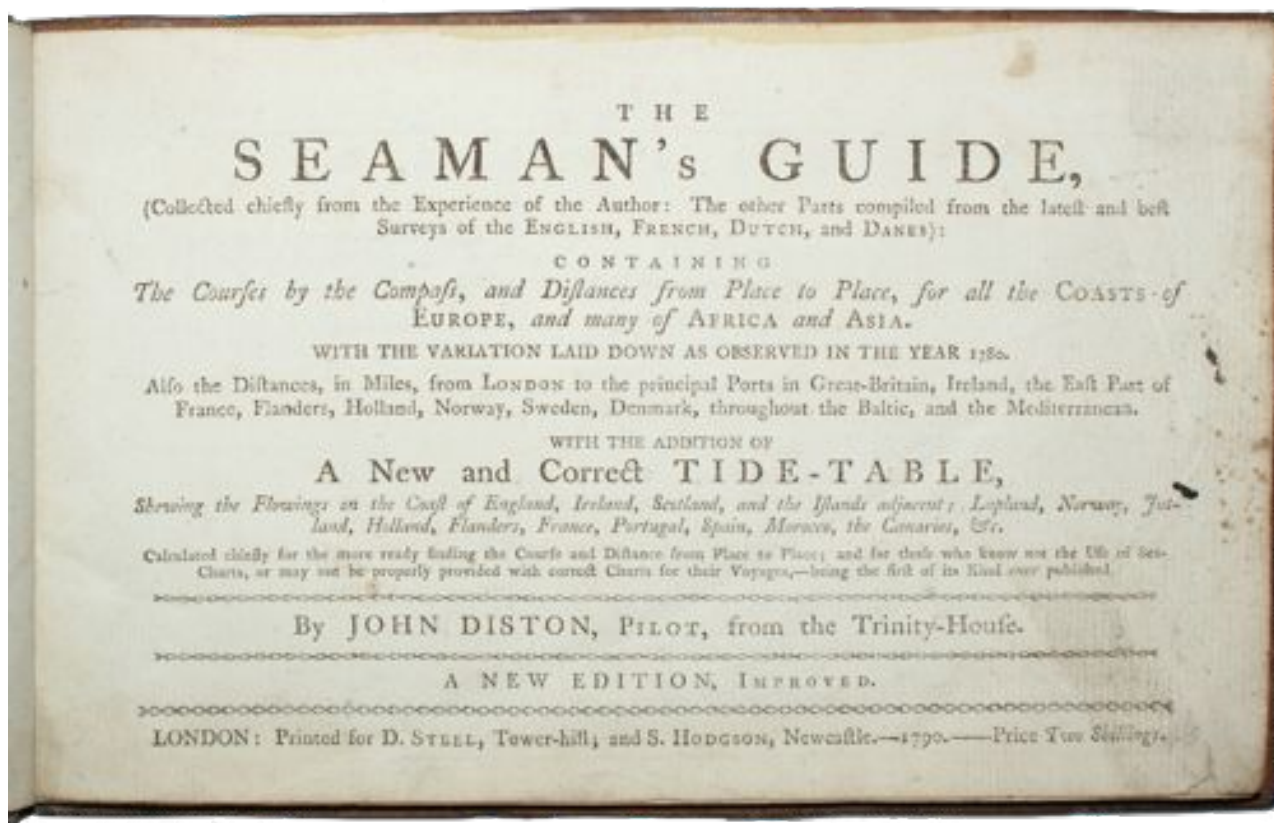 THE
SEAMAN's GUIDE,
(Collected chiefly from the Experience of the Author: The other Parts compiled from the lateſt and beſt
Surveys of the ENGLISH, FRENCH, DUTCH, and DANES):
CONTAINING
The Courſes by the Compaſs, and Diſtances from Place to Place, for all the COASTS of
EUROPE, and many of AFRICA and ASIA.
WITH THE VARIATION LAID DOWN AS OBSERVED IN THE YEAR 1780.
Alſo the Diſtances, in Miles, from LONDON to the principal Ports in Great-Britain, Ireland, the Eaſt Part of
France, Flanders, Holland, Norway, Sweden, Denmark, throughout the Baltic, and the Mediterranean.
WITH THE ADDITION OF
A New and Correct TIDE-TABLE,
Shewing the Flowings on the Coaſt of England, Ireland, Scotland, and the Iſlands adjacent; Lapland, Norway, Jut-
land, Holland, Flanders, France, Portugal, Spain, Morocco, the Canaries, &c.
Calculated chiefly for the more ready finding the Courſe and Diſtance from Place to Place; and for thoſe who know not the Uſe of Sea-
Charts, or may not be properly provided with correct Charts for their Voyages,—being the firſt of its Kind ever publiſhed.
By JOHN DISTON, PILOT, from the Trinity-Houſe.
A NEW EDITION, IMPROVED.
LONDON: Printed for D. STEEL, Tower-hill; and S. HODGSON, Newcaſtle.—1790.——Price Two Shillings.